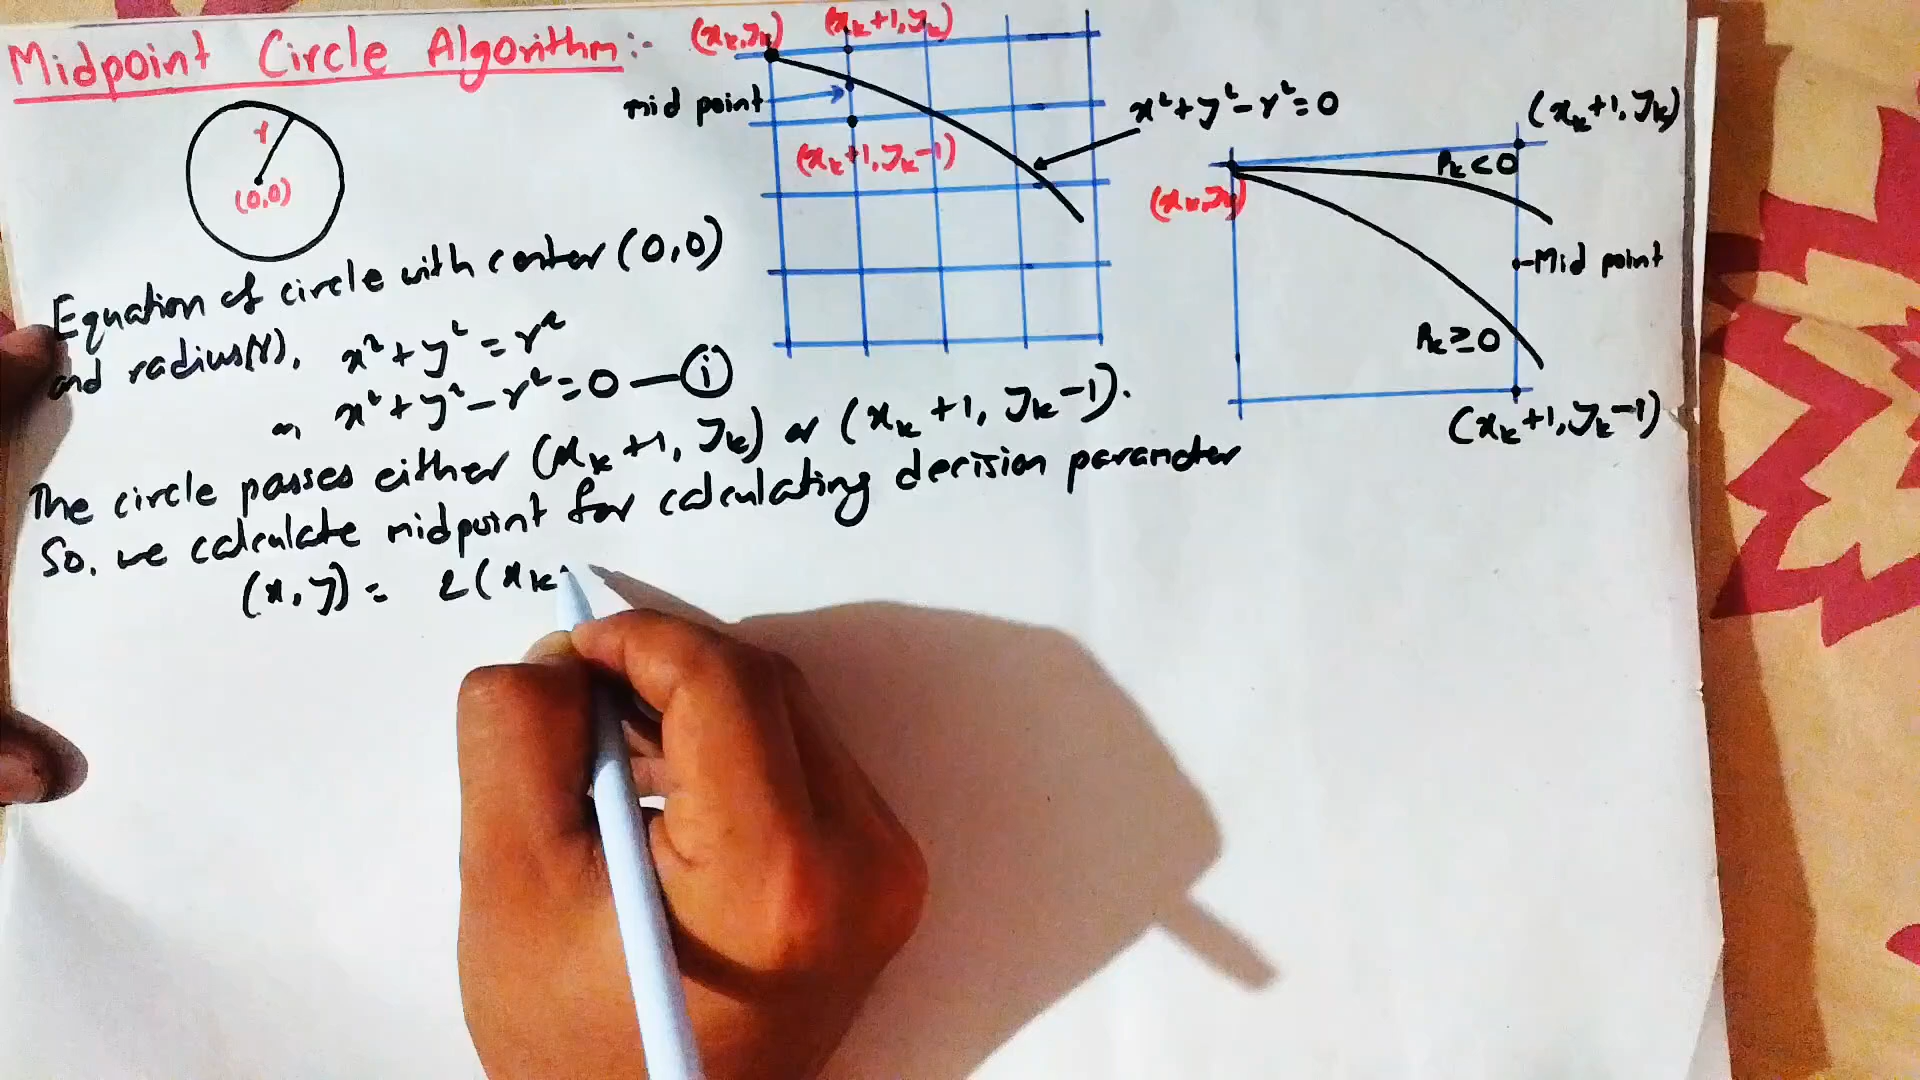 Midpoint Circle Algorithm:-
r
(0,0)
(xₖ,yₖ)
(xₖ+1,yₖ)
mid point
(xₖ+1,yₖ-1)
x²+y²-r²=0
(xₖ+1,yₖ)
Pₖ<0
(xₖ,yₖ)
Mid point
Pₖ≥0
(xₖ+1,yₖ-1)
Equation of circle with center (0,0)
and radius(r), x²+y²=r²
or, x²+y²-r²=0 — (i)
The circle passes either (xₖ+1, yₖ) or (xₖ+1, yₖ-1).
So, we calculate midpoint for calculating decision parameter
(x,y) = 2(xₖ